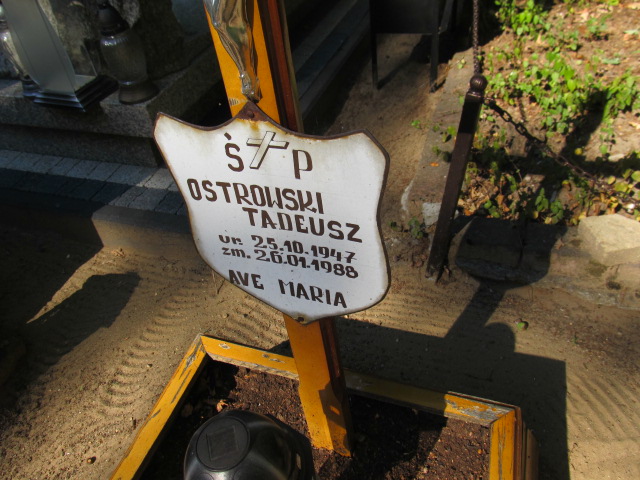 Ś P
OSTROWSKI
TADEUSZ
ur. 25.10.1947
zm. 26.01.1988
AVE MARIA